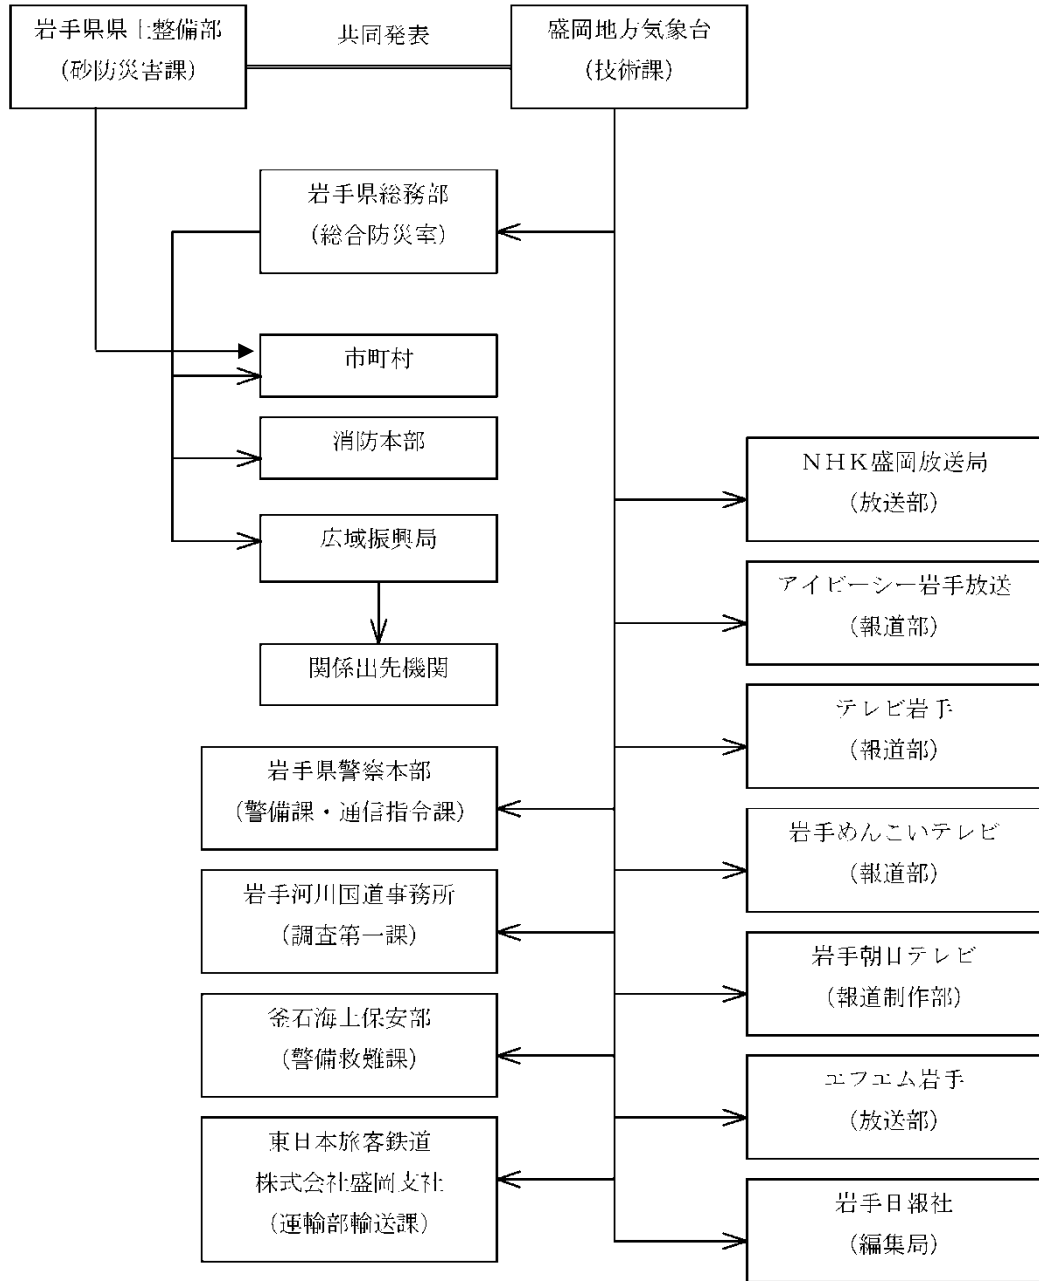 岩手県県土整備部
(砂防災害課)
共同発表
盛岡地方気象台
(技術課)
岩手県総務部
(総合防災室)
市町村
消防本部
広域振興局
関係出先機関
岩手県警察本部
(警備課・通信指令課)
岩手河川国道事務所
(調査第一課)
釜石海上保安部
(警備救難課)
東日本旅客鉄道
株式会社盛岡支社
(運輸部輸送課)
NHK盛岡放送局
(放送部)
アイビーシー岩手放送
(報道部)
テレビ岩手
(報道部)
岩手めんこいテレビ
(報道部)
岩手朝日テレビ
(報道制作部)
エフエム岩手
(放送部)
岩手日報社
(編集局)